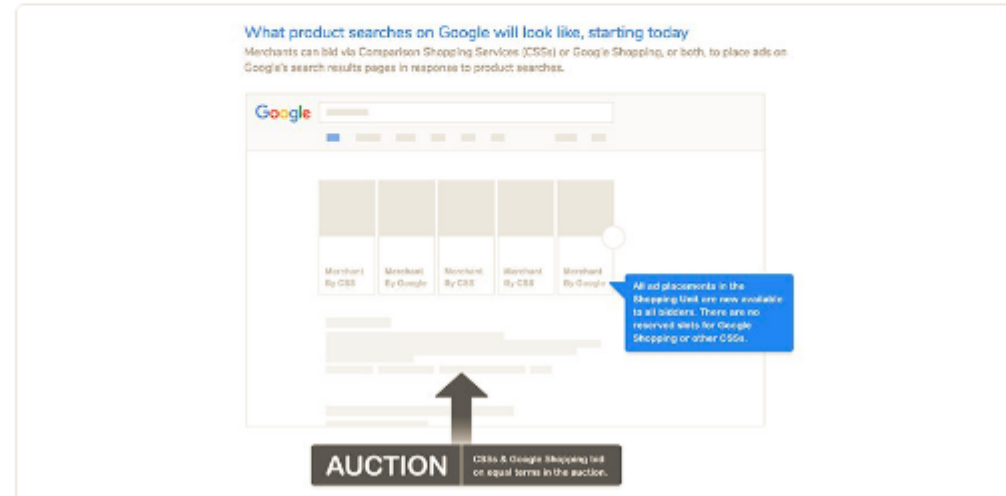 What product searches on Google will look like, starting today
Merchants can bid via Comparison Shopping Services (CSSs) or Google Shopping, or both, to place ads on
Google's search results pages in response to product searches.
Google
Merchant
By CSS
Merchant
By Google
Merchant
By CSS
Merchant
By CSS
Merchant
By Google
All ad placements in the
Shopping Unit are now available
to all bidders. There are no
reserved slots for Google
Shopping or other CSSs.
AUCTION
CSSs & Google Shopping bid
on equal terms in the auction.